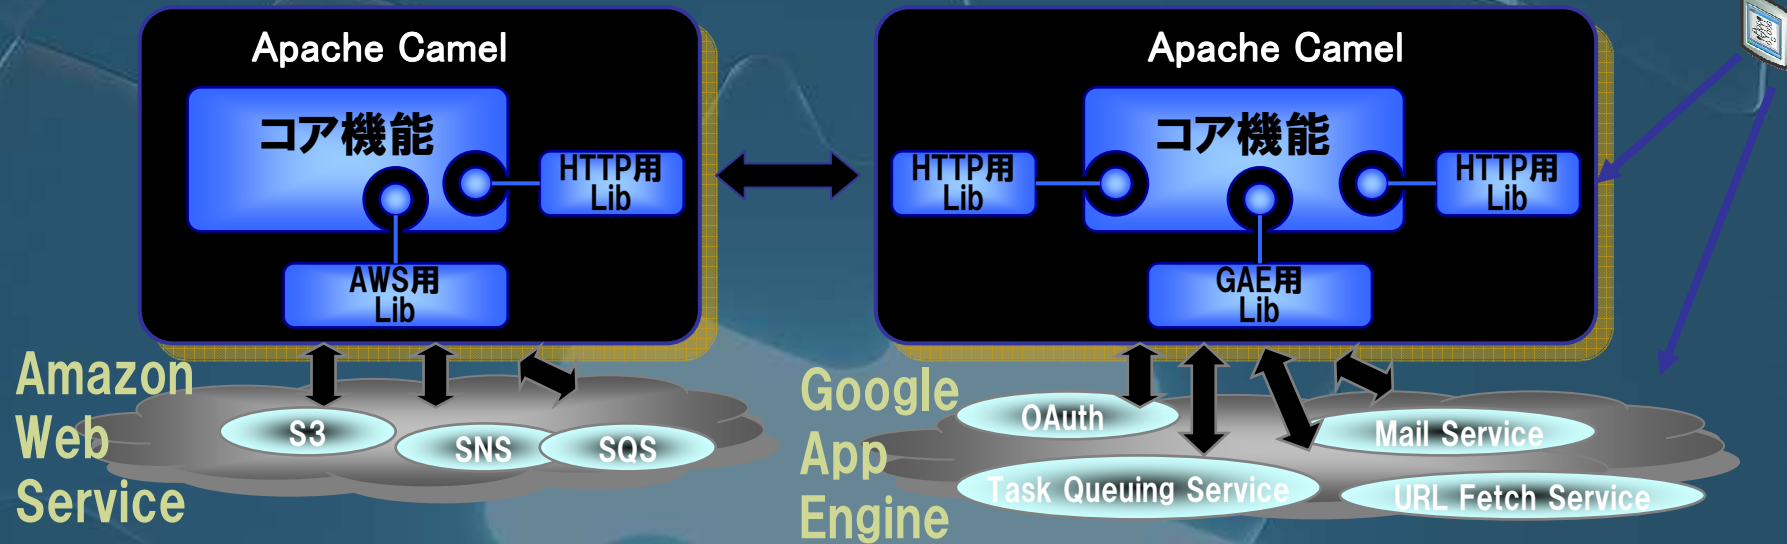 Apache Camel
コア機能
HTTP用
Lib
AWS用
Lib
Amazon
Web
Service
S3
SNS
SQS
Apache Camel
HTTP用
Lib
コア機能
HTTP用
Lib
GAE用
Lib
Google
App
Engine
OAuth
Mail Service
Task Queuing Service
URL Fetch Service